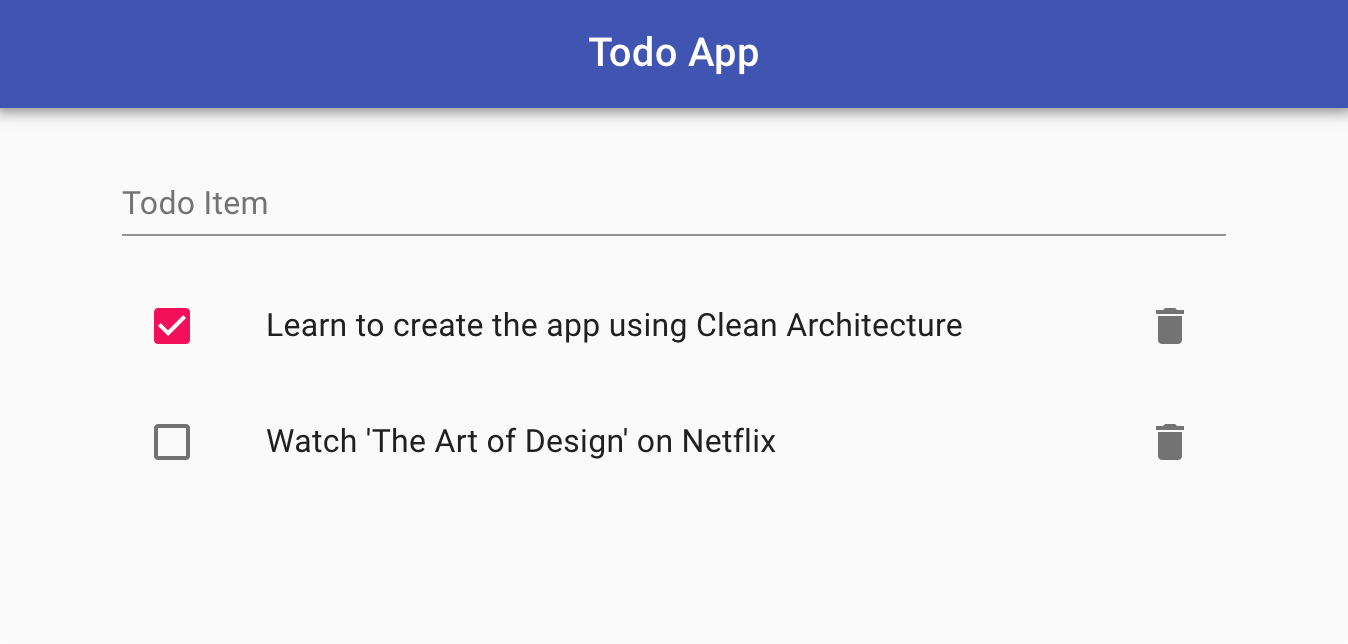 Todo App
Todo Item
Learn to create the app using Clean Architecture
Watch 'The Art of Design' on Netflix